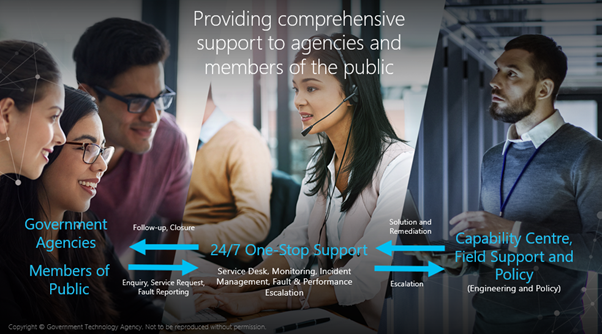 Providing comprehensive
support to agencies and
members of the public
Government
Agencies
Members of
Public
Follow-up, Closure
Enquiry, Service Request,
Fault Reporting
24/7 One-Stop Support
Service Desk, Monitoring, Incident
Management, Fault & Performance
Escalation
Solution and
Remediation
Escalation
Capability Centre,
Field Support and
Policy
(Engineering and Policy)
Copyright © Government Technology Agency. Not to be reproduced without permission.